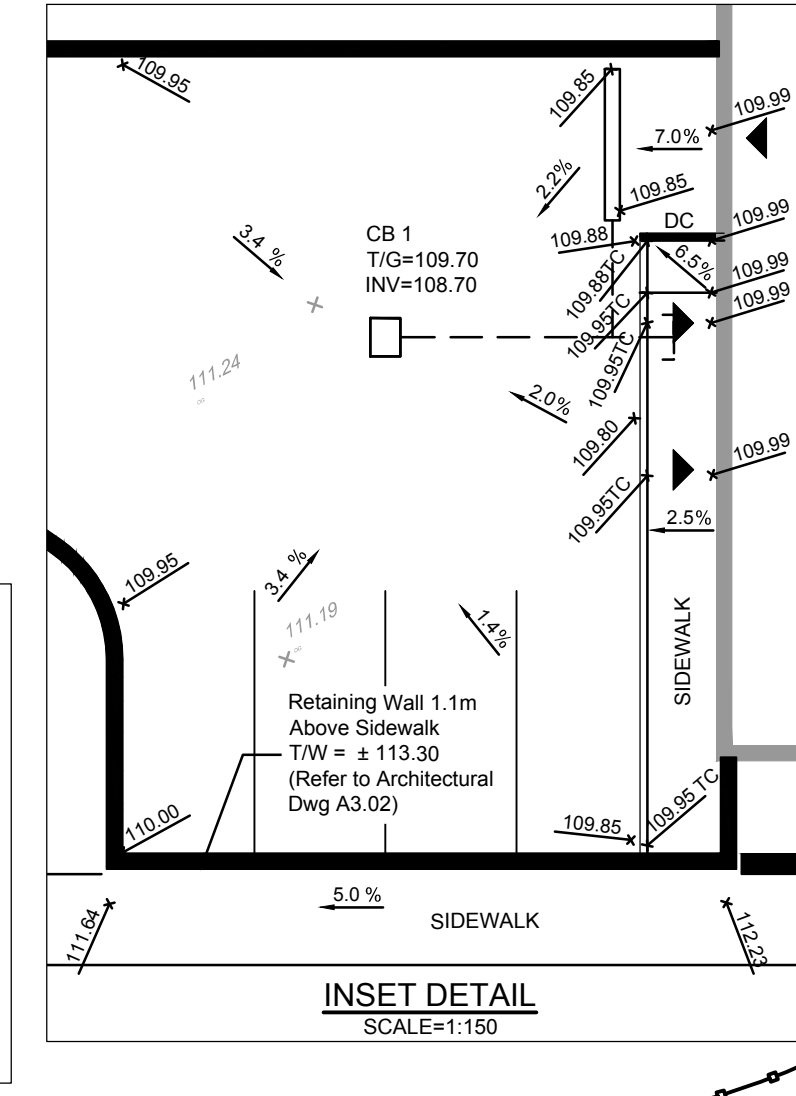 109.95
109.85
109.99
7.0%
2.2%
109.85
DC
109.99
3.4 %
CB 1
T/G=109.70
INV=108.70
109.88
109.88TC
6.5%
109.99
109.99
109.95TC
109.95TC
111.24
2.0%
109.80
109.99
109.95TC
2.5%
109.95
3.4 %
111.19
1.4%
SIDEWALK
Retaining Wall 1.1m
Above Sidewalk
T/W = ± 113.30
(Refer to Architectural
Dwg A3.02)
110.00
109.85
109.95 TC
5.0 %
111.64
SIDEWALK
112.23
INSET DETAIL
SCALE=1:150